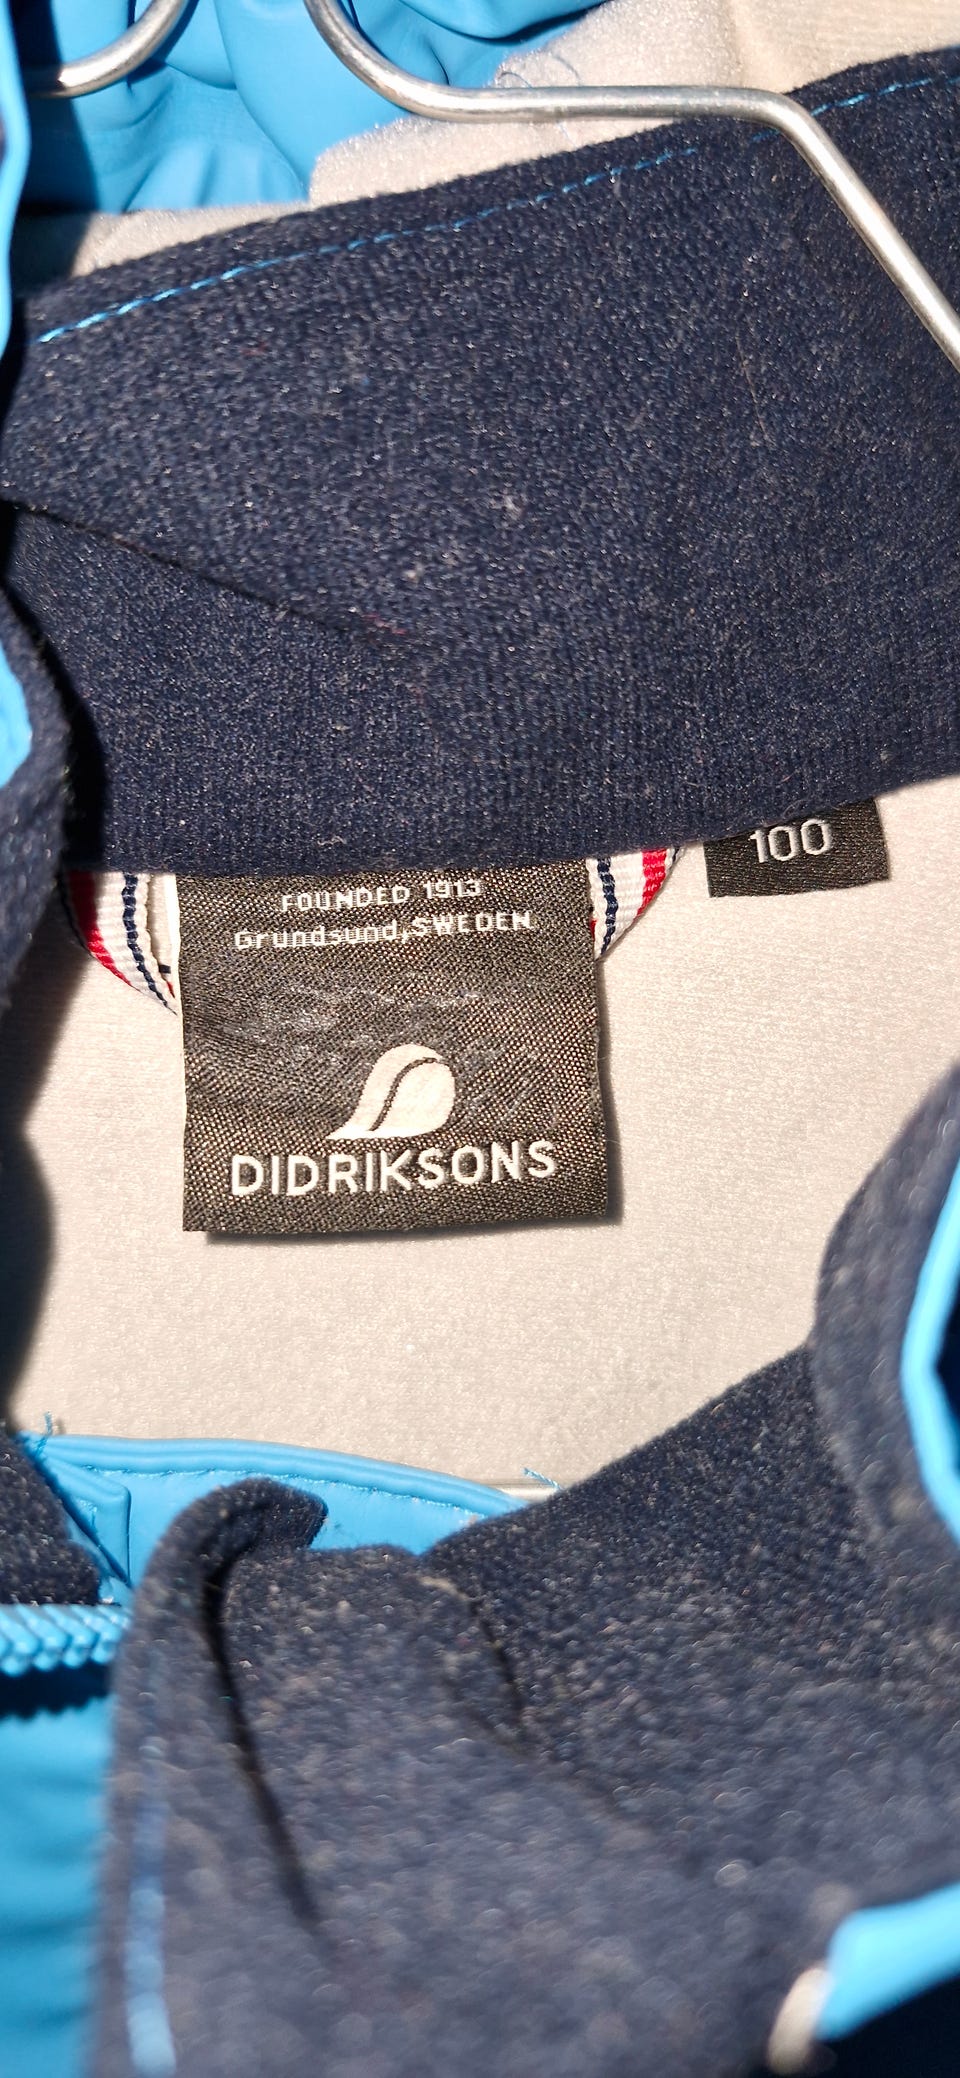 100
FOUNDED 1913
Grundsund, SWEDEN
DIDRIKSONS